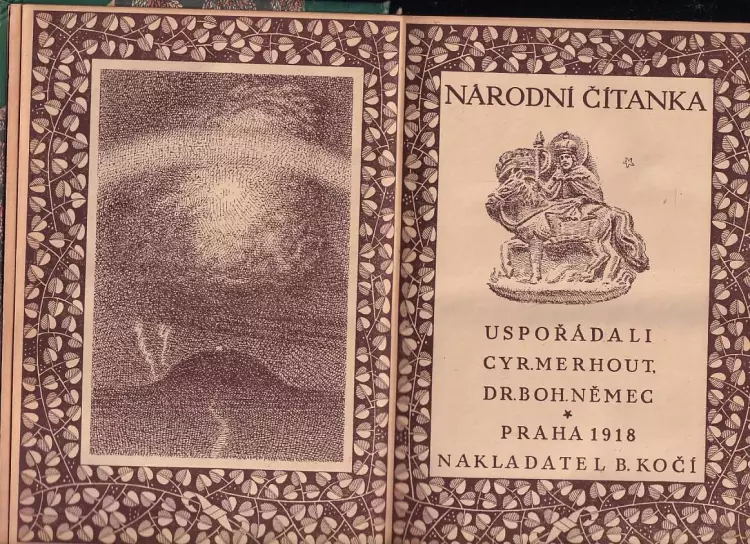 NÁRODNÍ ČÍTANKA
USPOŘÁDALI
CYR.MERHOUT,
DR.BOH.NĚMEC
*
PRAHA 1918
NAKLADATEL B. KOČÍ